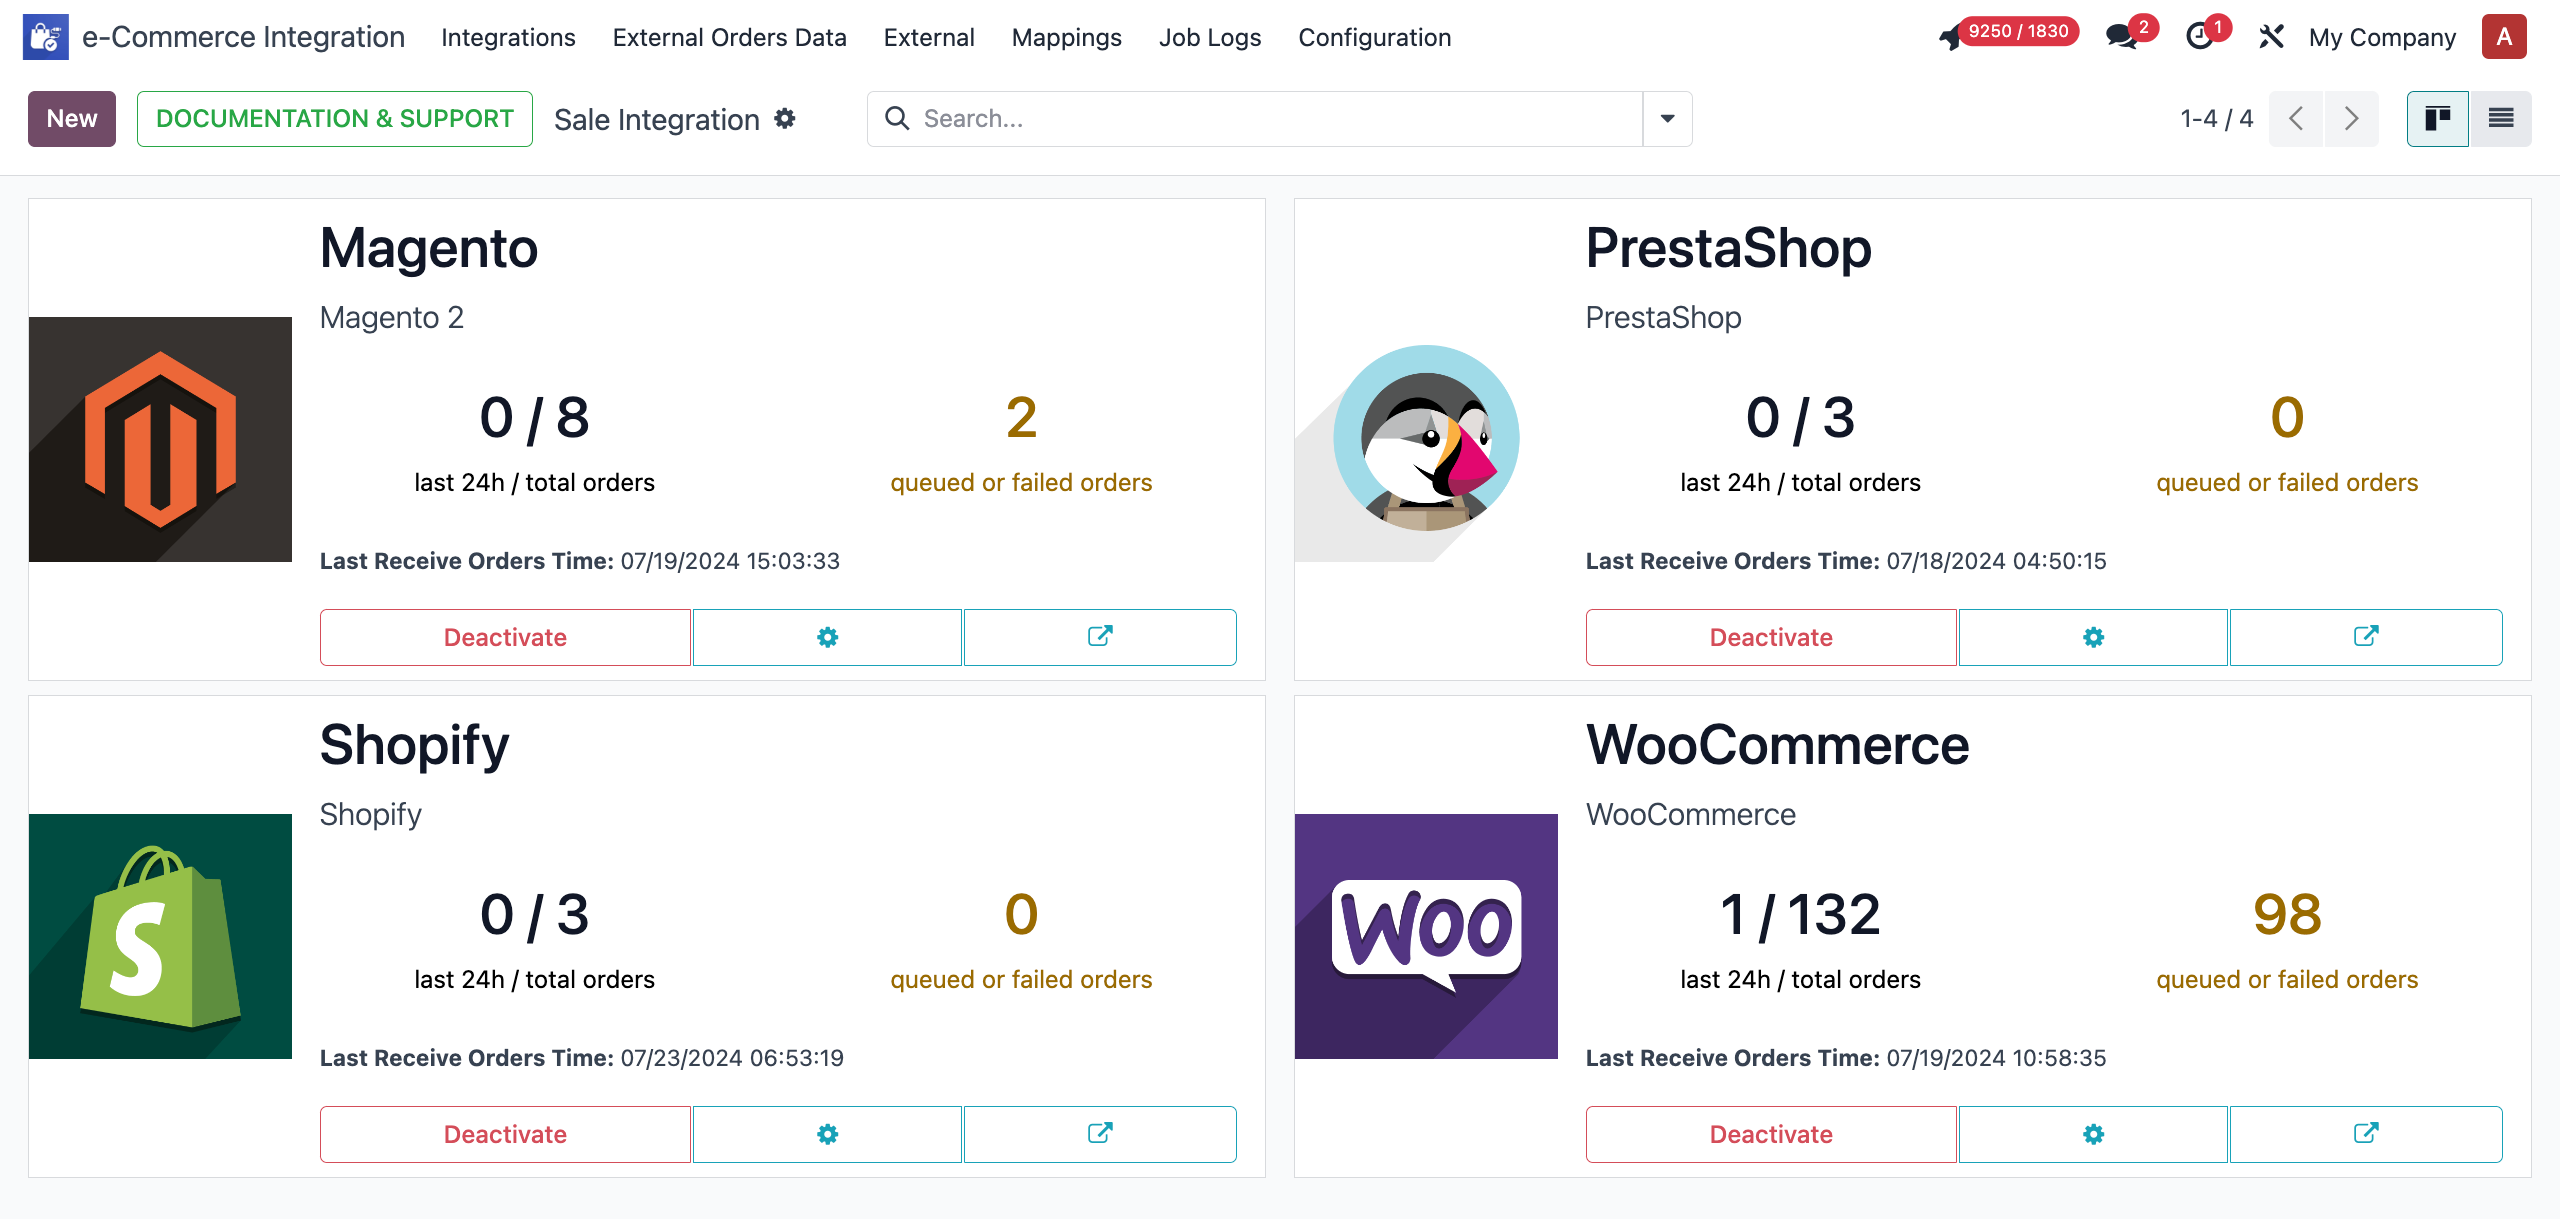 e-Commerce Integration Integrations External Orders Data External Mappings Job Logs Configuration 9250 / 1830 2 1 My Company A
New DOCUMENTATION & SUPPORT Sale Integration Search... 1-4 / 4
Magento
Magento 2
0 / 8 2
last 24h / total orders queued or failed orders
Last Receive Orders Time: 07/19/2024 15:03:33
Deactivate
PrestaShop
PrestaShop
0 / 3 0
last 24h / total orders queued or failed orders
Last Receive Orders Time: 07/18/2024 04:50:15
Deactivate
Shopify
Shopify
0 / 3 0
last 24h / total orders queued or failed orders
Last Receive Orders Time: 07/23/2024 06:53:19
Deactivate
WOO
WooCommerce
WooCommerce
1 / 132 98
last 24h / total orders queued or failed orders
Last Receive Orders Time: 07/19/2024 10:58:35
Deactivate